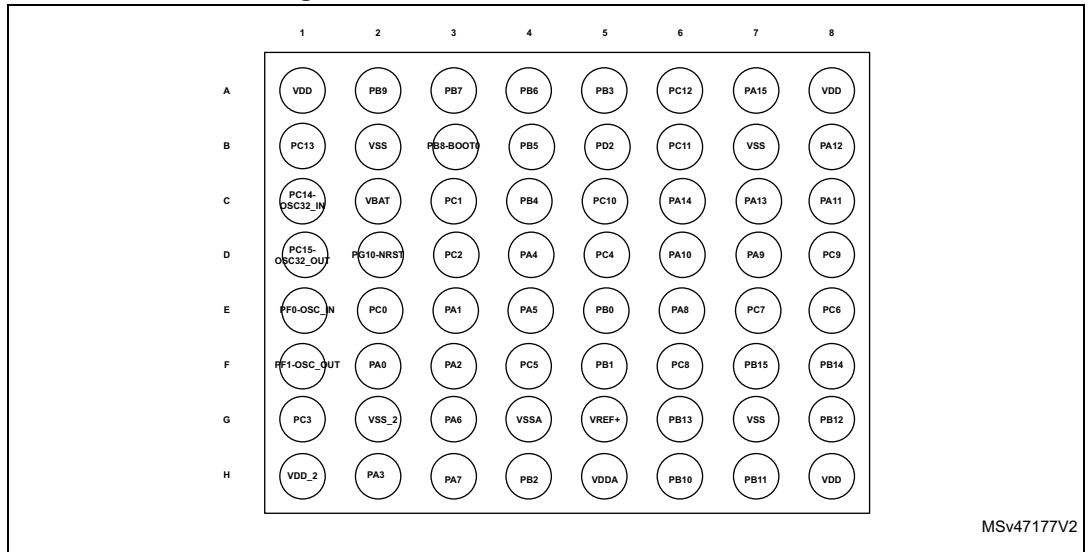 1 2 3 4 5 6 7 8
A VDD PB9 PB7 PB6 PB3 PC12 PA15 VDD
B PC13 VSS PB8-BOOT0 PB5 PD2 PC11 VSS PA12
C PC14-OSC32_IN VBAT PC1 PB4 PC10 PA14 PA13 PA11
D PC15-OSC32_OUT PG10-NRST PC2 PA4 PC4 PA10 PA9 PC9
E PF0-OSC_IN PC0 PA1 PA5 PB0 PA8 PC7 PC6
F PF1-OSC_OUT PA0 PA2 PC5 PB1 PC8 PB15 PB14
G PC3 VSS_2 PA6 VSSA VREF+ PB13 VSS PB12
H VDD_2 PA3 PA7 PB2 VDDA PB10 PB11 VDD
MSv47177V2